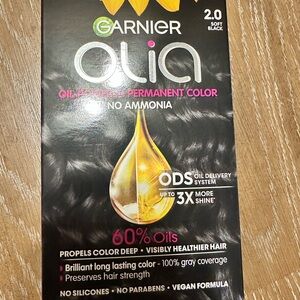 GARNIER
2.0
SOFT
BLACK
OLIA
OIL POWERED PERMANENT COLOR
NO AMMONIA
ODS OIL DELIVERY
SYSTEM
UP TO 3X MORE
SHINE*
60% Oils
PROPELS COLOR DEEP • VISIBLY HEALTHIER HAIR
Brilliant long lasting color - 100% gray coverage
Preserves hair strength
NO SILICONES • NO PARABENS • VEGAN FORMULA